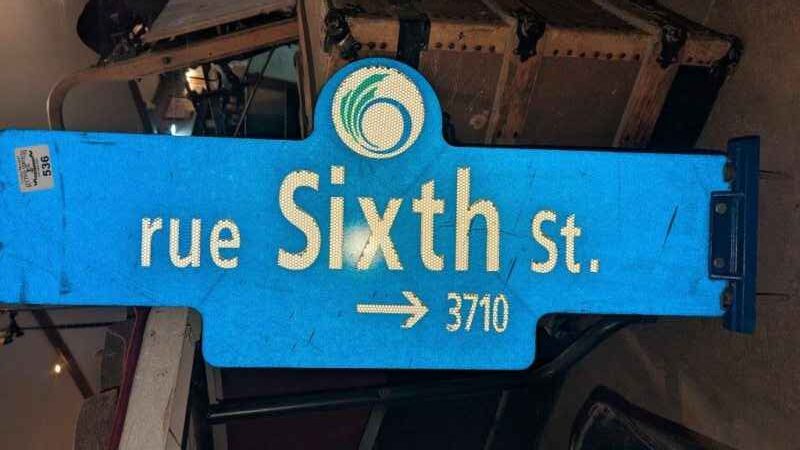 rue Sixth St.
→ 3710
536